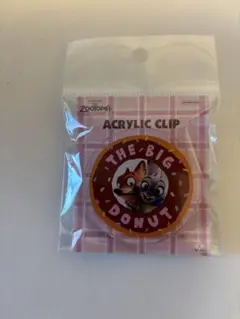 ZOOTOPIA
ACRYLIC CLIP
THE BIG
DONUT